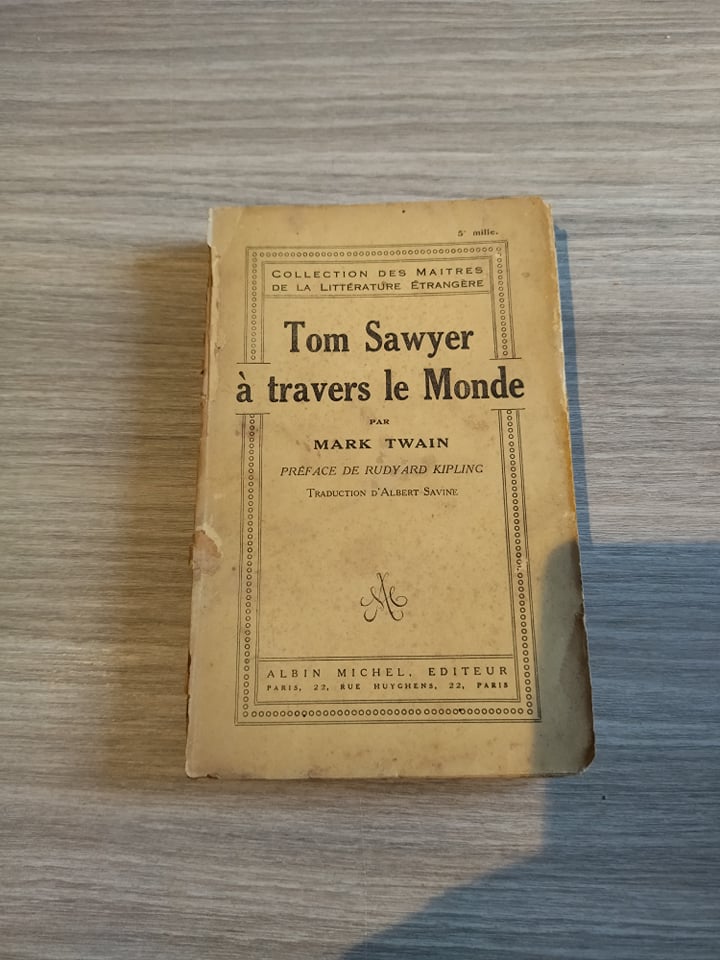 5ᵉ mille.
COLLECTION DES MAITRES
DE LA LITTÉRATURE ÉTRANGÈRE
Tom Sawyer
à travers le Monde
PAR
MARK TWAIN
PRÉFACE DE RUDYARD KIPLING
TRADUCTION D'ALBERT SAVINE
ALBIN MICHEL, EDITEUR
PARIS, 22, RUE HUYGHENS, 22, PARIS